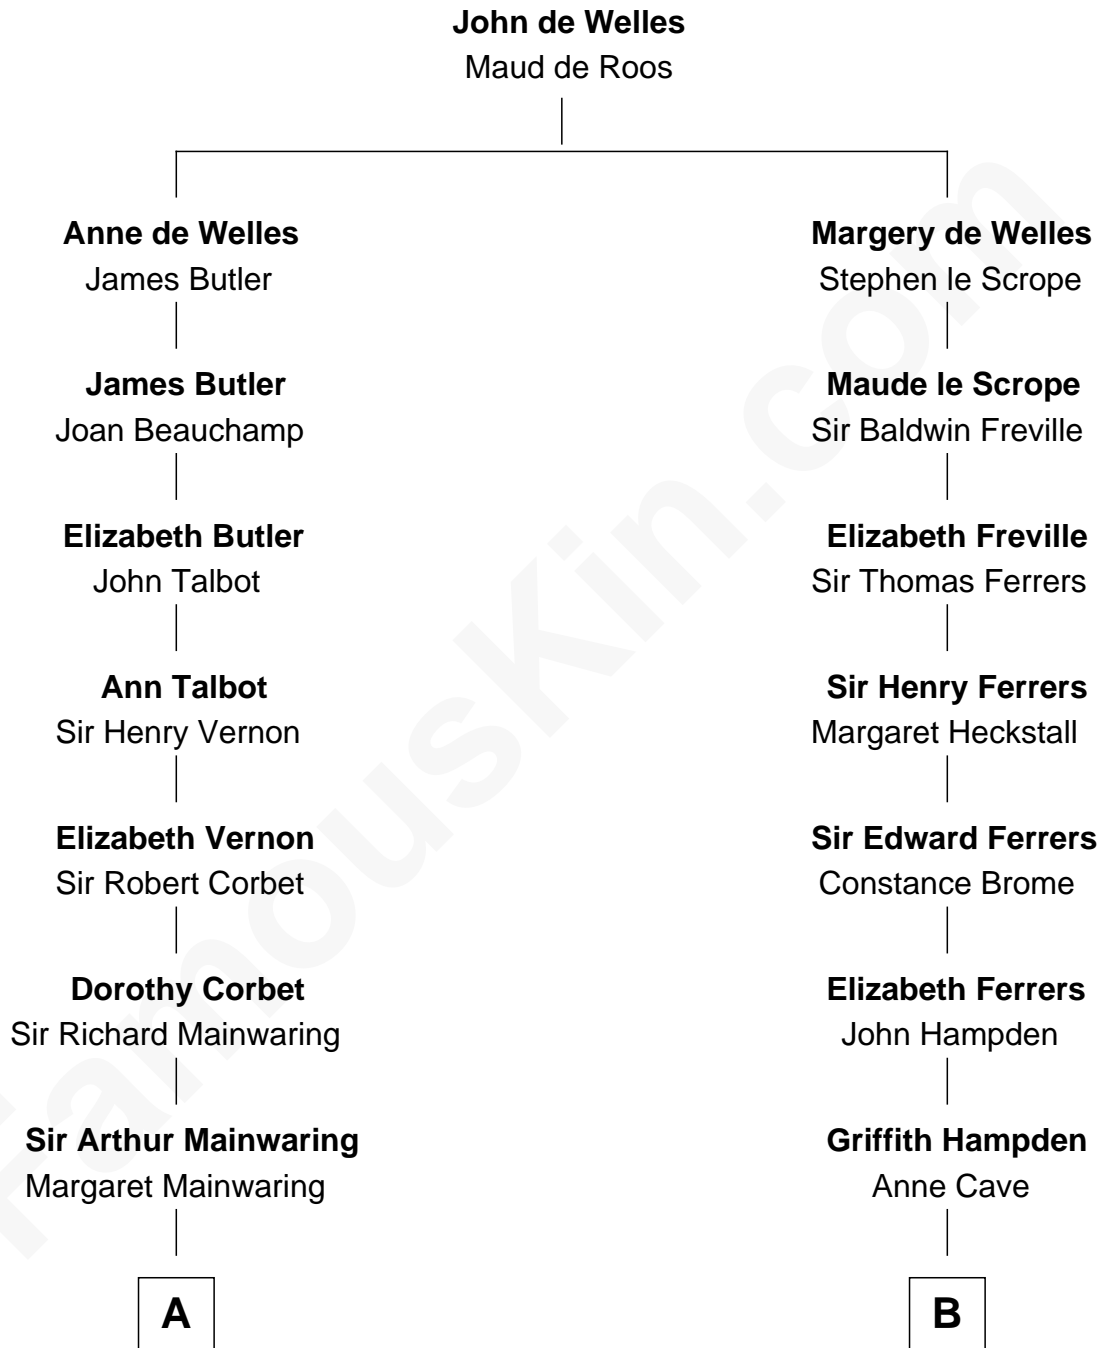 John de Welles
Maud de Roos
Anne de Welles
James Butler
Margery de Welles
Stephen le Scrope
James Butler
Joan Beauchamp
Maude le Scrope
Sir Baldwin Freville
Elizabeth Butler
John Talbot
Elizabeth Freville
Sir Thomas Ferrers
Ann Talbot
Sir Henry Vernon
Sir Henry Ferrers
Margaret Heckstall
Elizabeth Vernon
Sir Robert Corbet
Sir Edward Ferrers
Constance Brome
Dorothy Corbet
Sir Richard Mainwaring
Elizabeth Ferrers
John Hampden
Sir Arthur Mainwaring
Margaret Mainwaring
Griffith Hampden
Anne Cave
A
B
FamousKin.com